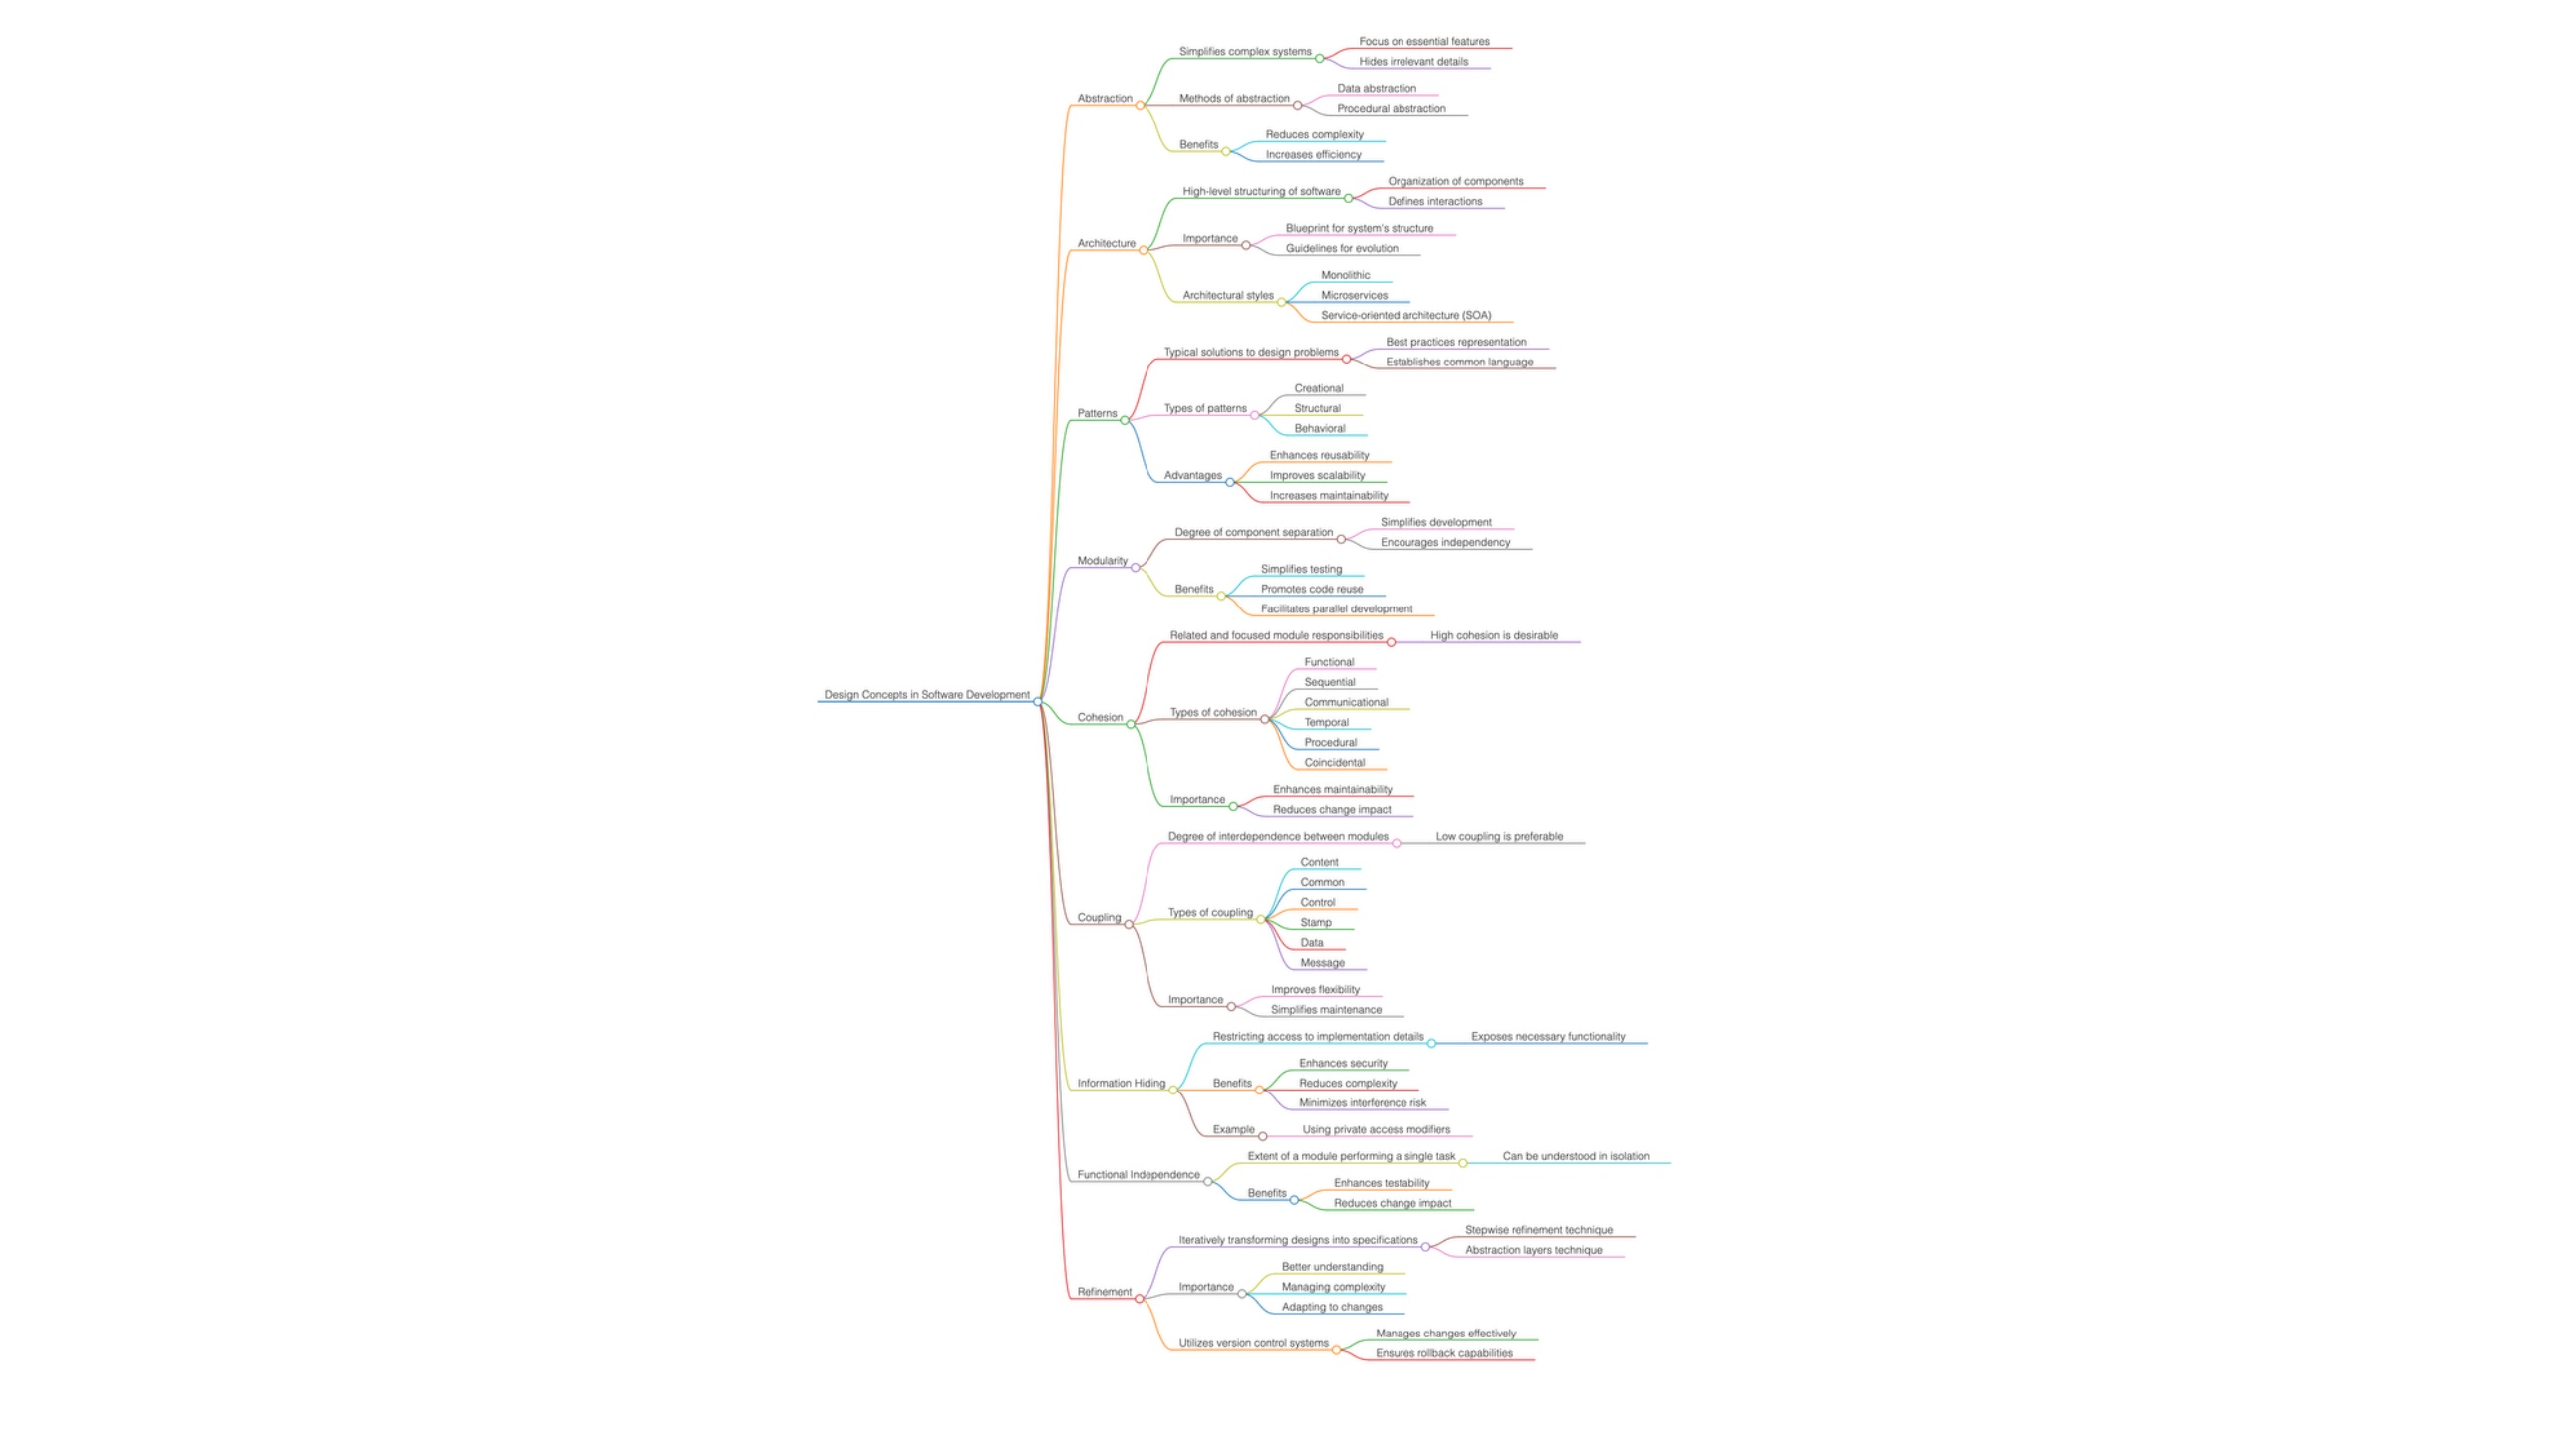 Design Concepts in Software Development
Abstraction
Simplifies complex systems
Focus on essential features
Hides irrelevant details
Methods of abstraction
Data abstraction
Procedural abstraction
Benefits
Reduces complexity
Increases efficiency
Architecture
High-level structuring of software
Organization of components
Defines interactions
Importance
Blueprint for system's structure
Guidelines for evolution
Architectural styles
Monolithic
Microservices
Service-oriented architecture (SOA)
Patterns
Typical solutions to design problems
Best practices representation
Establishes common language
Types of patterns
Creational
Structural
Behavioral
Advantages
Enhances reusability
Improves scalability
Increases maintainability
Modularity
Degree of component separation
Simplifies development
Encourages independency
Benefits
Simplifies testing
Promotes code reuse
Facilitates parallel development
Cohesion
Related and focused module responsibilities
High cohesion is desirable
Types of cohesion
Functional
Sequential
Communicational
Temporal
Procedural
Coincidental
Importance
Enhances maintainability
Reduces change impact
Coupling
Degree of interdependence between modules
Low coupling is preferable
Types of coupling
Content
Common
Control
Stamp
Data
Message
Importance
Improves flexibility
Simplifies maintenance
Information Hiding
Restricting access to implementation details
Exposes necessary functionality
Benefits
Enhances security
Reduces complexity
Minimizes interference risk
Example
Using private access modifiers
Functional Independence
Extent of a module performing a single task
Can be understood in isolation
Benefits
Enhances testability
Reduces change impact
Refinement
Iteratively transforming designs into specifications
Stepwise refinement technique
Abstraction layers technique
Importance
Better understanding
Managing complexity
Adapting to changes
Utilizes version control systems
Manages changes effectively
Ensures rollback capabilities